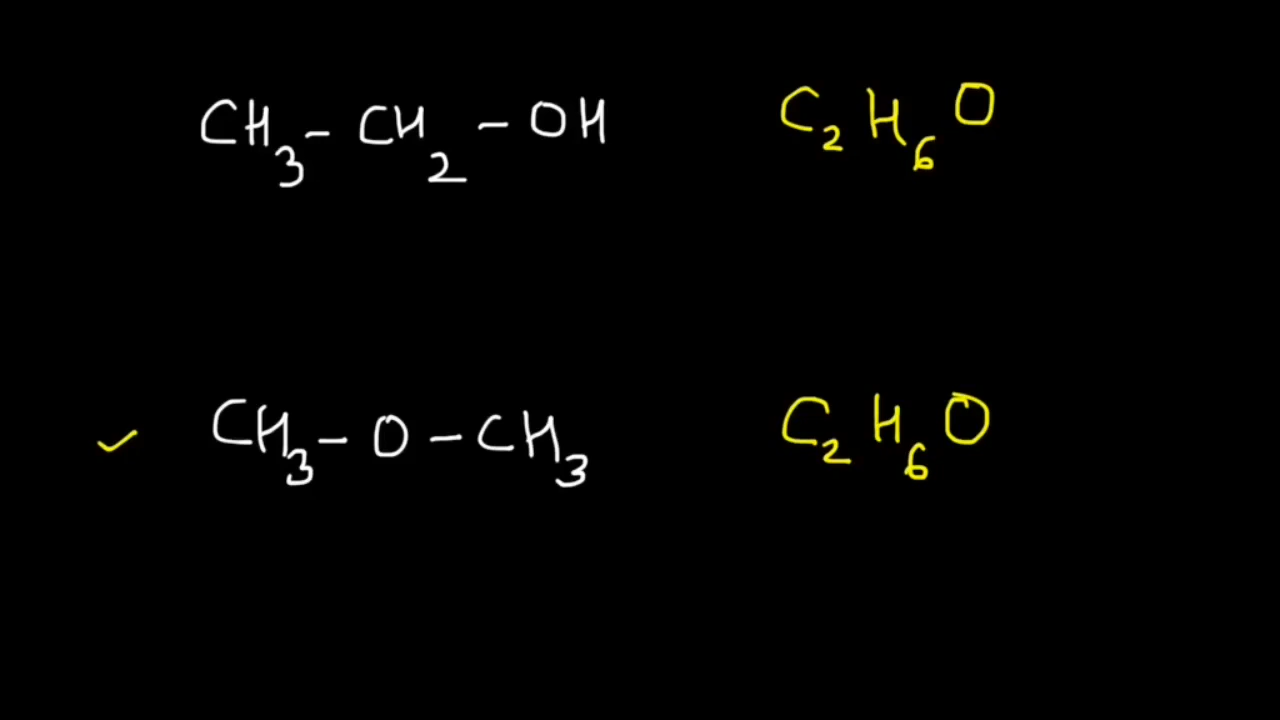 CH₃ – CH₂ – OH C₂H₆O
✓ CH₃ – O – CH₃ C₂H₆O